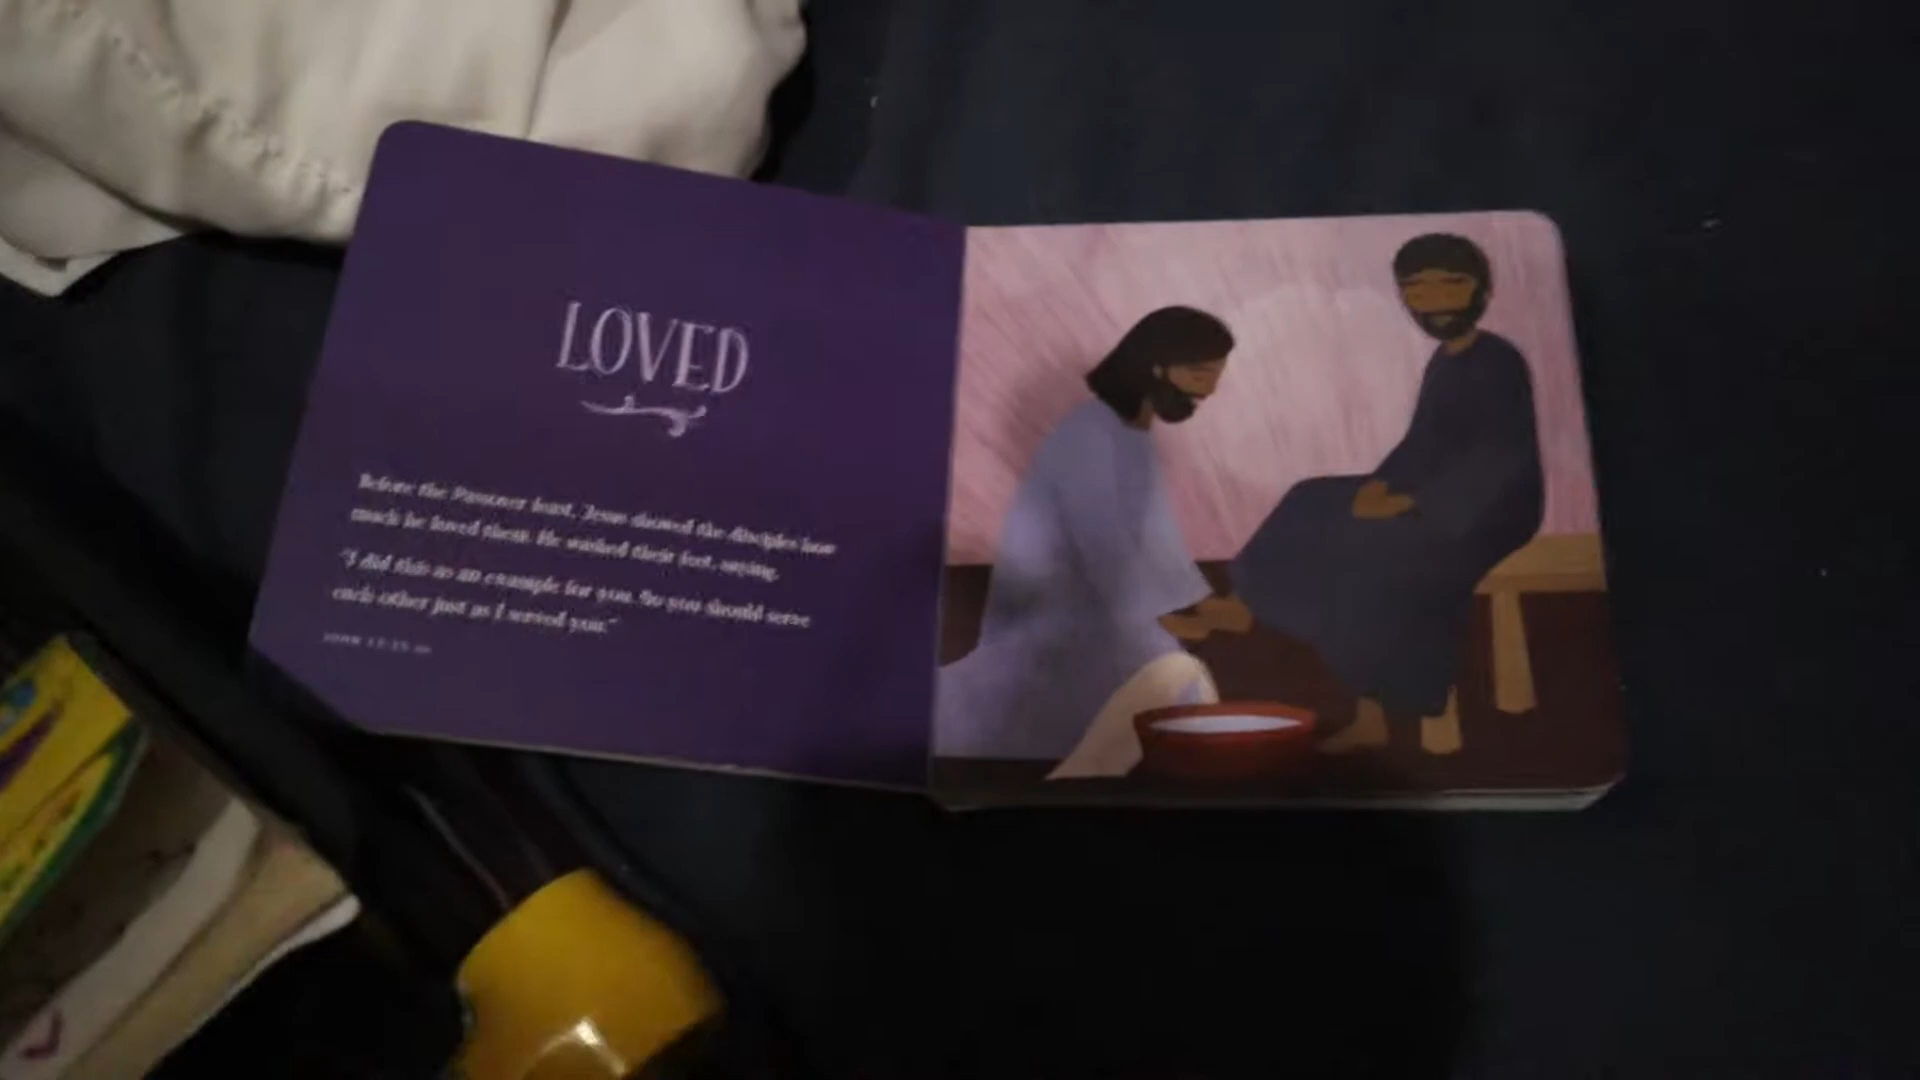 LOVED
Before the Passover feast, Jesus showed the disciples how
much he loved them. He washed their feet, saying,
"I did this as an example for you. So you should serve
each other just as I served you."
JOHN